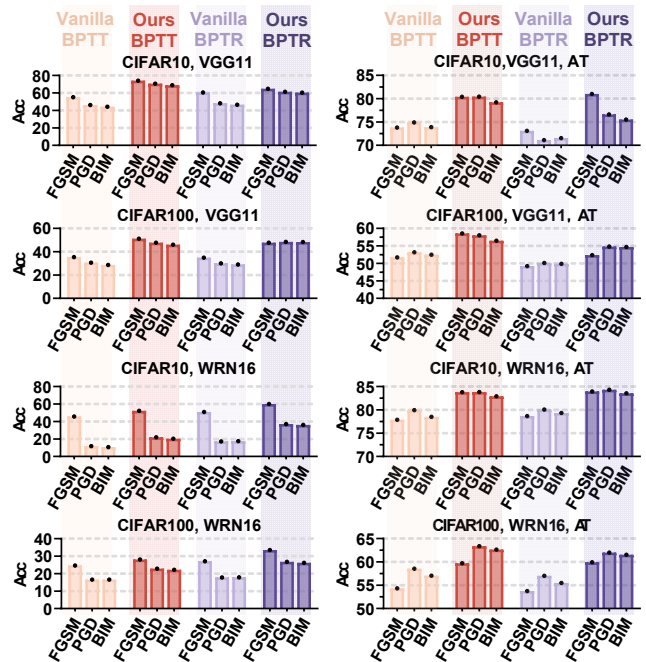 Vanilla BPTT
Ours BPTT
Vanilla BPTR
Ours BPTR
CIFAR10, VGG11
Acc
80
60
40
20
0
FGSM PGD BIM FGSM PGD BIM FGSM PGD BIM FGSM PGD BIM
CIFAR100, VGG11
Acc
60
40
20
0
FGSM PGD BIM FGSM PGD BIM FGSM PGD BIM FGSM PGD BIM
CIFAR10, WRN16
Acc
80
60
40
20
0
FGSM PGD BIM FGSM PGD BIM FGSM PGD BIM FGSM PGD BIM
CIFAR100, WRN16
Acc
40
30
20
10
0
FGSM PGD BIM FGSM PGD BIM FGSM PGD BIM FGSM PGD BIM
Vanilla BPTT
Ours BPTT
Vanilla BPTR
Ours BPTR
CIFAR10,VGG11, AT
Acc
85
80
75
70
FGSM PGD BIM FGSM PGD BIM FGSM PGD BIM FGSM PGD BIM
CIFAR100, VGG11, AT
Acc
60
55
50
45
40
FGSM PGD BIM FGSM PGD BIM FGSM PGD BIM FGSM PGD BIM
CIFAR10, WRN16, AT
Acc
85
80
75
70
FGSM PGD BIM FGSM PGD BIM FGSM PGD BIM FGSM PGD BIM
CIFAR100, WRN16, AT
Acc
65
60
55
50
FGSM PGD BIM FGSM PGD BIM FGSM PGD BIM FGSM PGD BIM